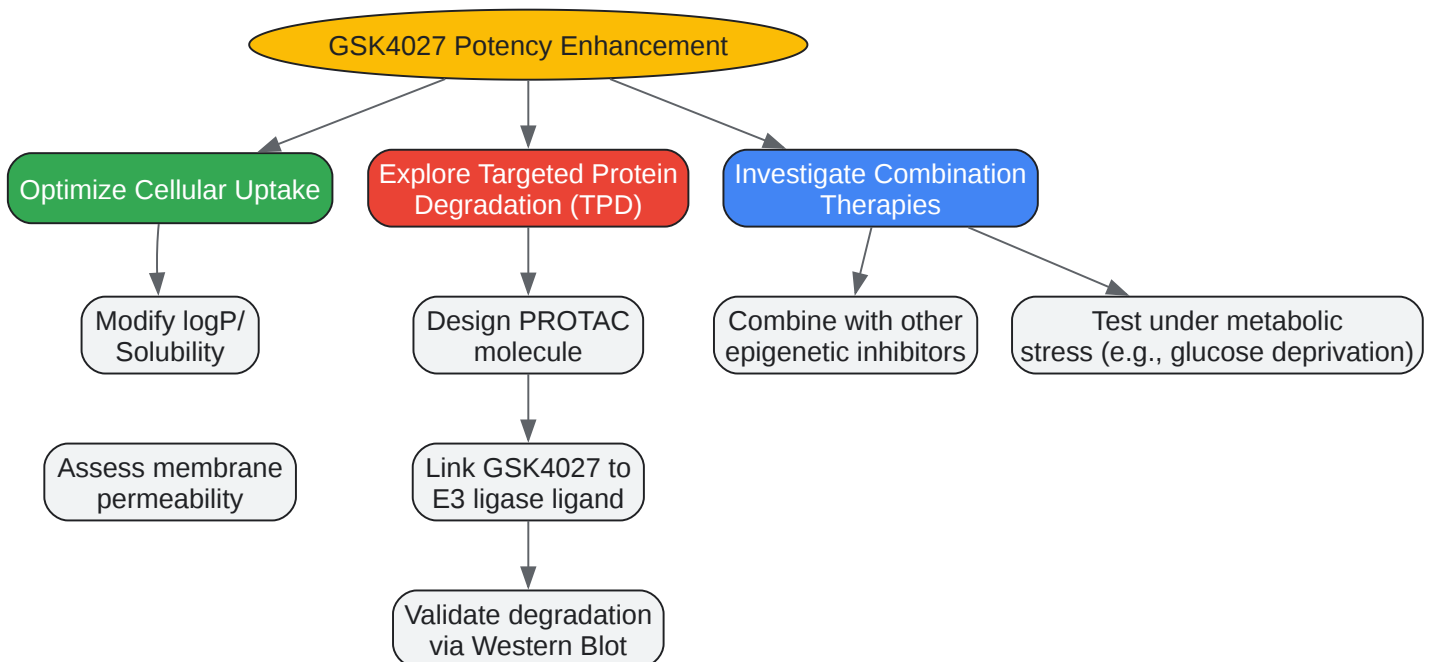 GSK4027 Potency Enhancement
Optimize Cellular Uptake
Explore Targeted Protein
Degradation (TPD)
Investigate Combination
Therapies
Modify logP/
Solubility
Design PROTAC
molecule
Combine with other
epigenetic inhibitors
Test under metabolic
stress (e.g., glucose deprivation)
Assess membrane
permeability
Link GSK4027 to
E3 ligase ligand
Validate degradation
via Western Blot